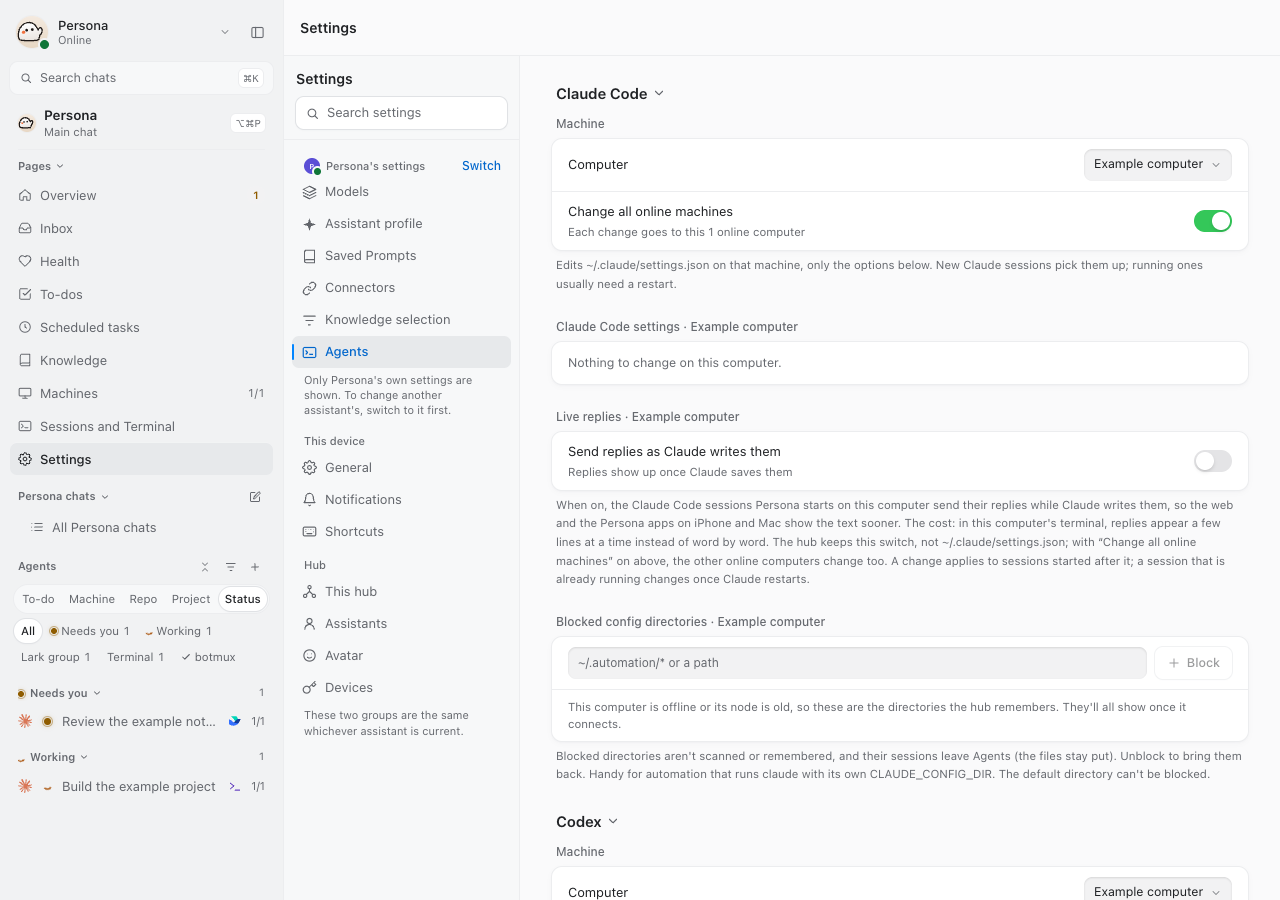 Persona
Online
Search chats
⌘K
Persona
Main chat
⌥⌘P
Pages
Overview
1
Inbox
Health
To-dos
Scheduled tasks
Knowledge
Machines
1/1
Sessions and Terminal
Settings
Persona chats
All Persona chats
Agents
To-do
Machine
Repo
Project
Status
All
Needs you 1
Working 1
Lark group 1
Terminal 1
botmux
Needs you
1
Review the example not...
1/1
Working
1
Build the example project
1/1
Settings
Settings
Search settings
P
Persona's settings
Switch
Models
Assistant profile
Saved Prompts
Connectors
Knowledge selection
Agents
Only Persona's own settings are
shown. To change another
assistant's, switch to it first.
This device
General
Notifications
Shortcuts
Hub
This hub
Assistants
Avatar
Devices
These two groups are the same
whichever assistant is current.
Claude Code
Machine
Computer
Example computer
Change all online machines
Each change goes to this 1 online computer
Edits ~/.claude/settings.json on that machine, only the options below. New Claude sessions pick them up; running ones
usually need a restart.
Claude Code settings · Example computer
Nothing to change on this computer.
Live replies · Example computer
Send replies as Claude writes them
Replies show up once Claude saves them
When on, the Claude Code sessions Persona starts on this computer send their replies while Claude writes them, so the web
and the Persona apps on iPhone and Mac show the text sooner. The cost: in this computer's terminal, replies appear a few
lines at a time instead of word by word. The hub keeps this switch, not ~/.claude/settings.json; with “Change all online
machines” on above, the other online computers change too. A change applies to sessions started after it; a session that is
already running changes once Claude restarts.
Blocked config directories · Example computer
~/.automation/* or a path
+ Block
This computer is offline or its node is old, so these are the directories the hub remembers. They'll all show once it
connects.
Blocked directories aren't scanned or remembered, and their sessions leave Agents (the files stay put). Unblock to bring them
back. Handy for automation that runs claude with its own CLAUDE_CONFIG_DIR. The default directory can't be blocked.
Codex
Machine
Computer
Example computer